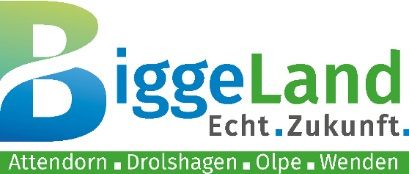 BiggeLand
Echt.Zukunft.
Attendorn ▪ Drolshagen ▪ Olpe ▪ Wenden